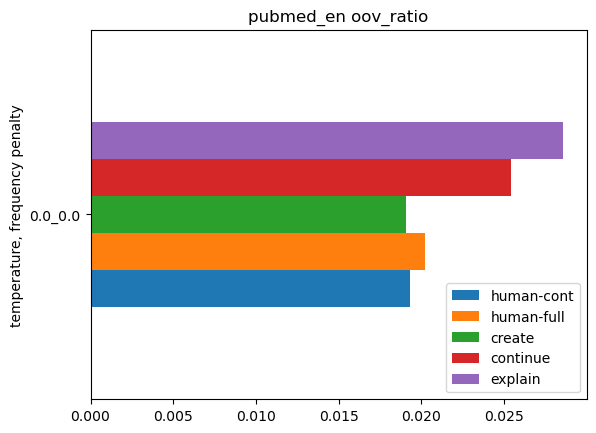 pubmed_en oov_ratio
temperature, frequency penalty
0.0_0.0
human-cont
human-full
create
continue
explain
0.000 0.005 0.010 0.015 0.020 0.025